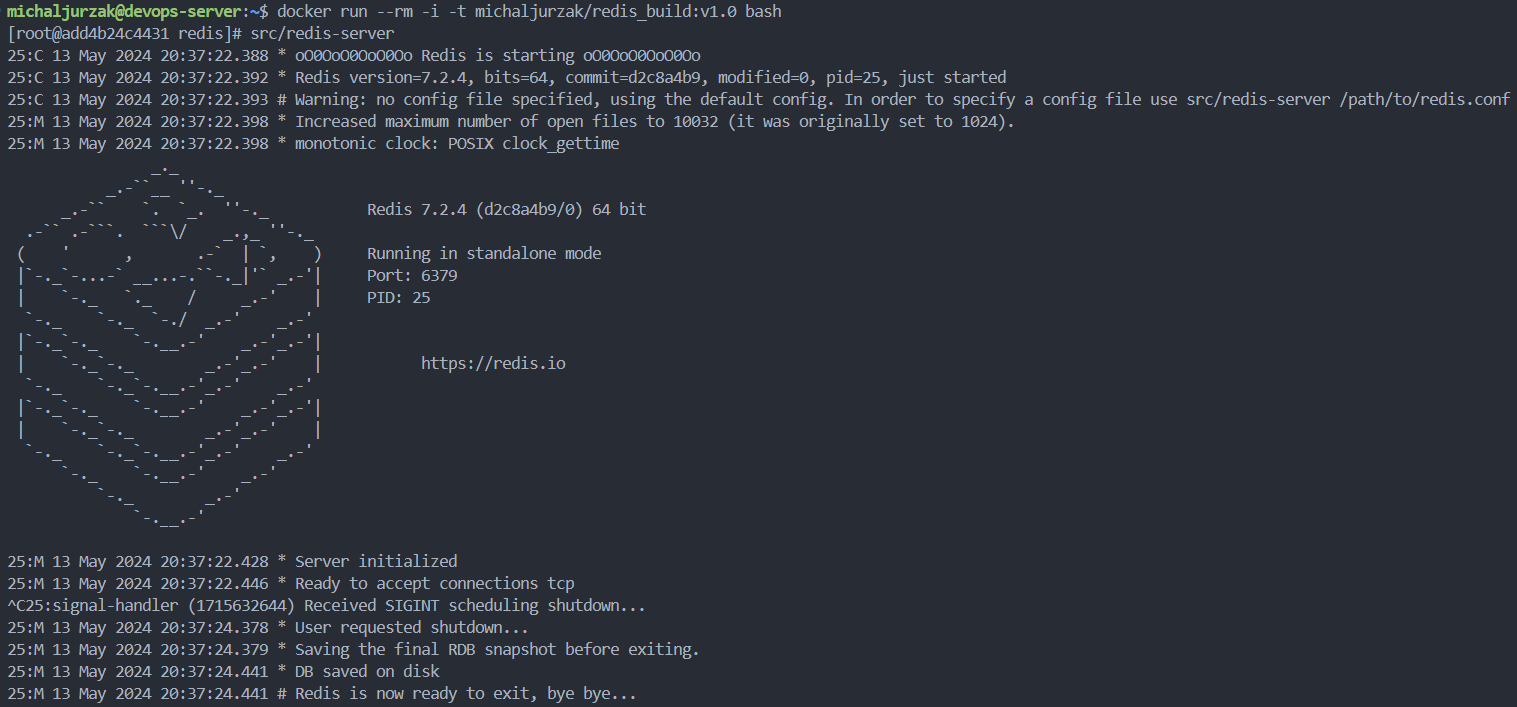 michaljurzak@devops-server:~$ docker run --rm -i -t michaljurzak/redis_build:v1.0 bash
[root@add4b24c4431 redis]# src/redis-server
25:C 13 May 2024 20:37:22.388 * oO0OoO0OoO0Oo Redis is starting oO0OoO0OoO0Oo
25:C 13 May 2024 20:37:22.392 * Redis version=7.2.4, bits=64, commit=d2c8a4b9, modified=0, pid=25, just started
25:C 13 May 2024 20:37:22.393 # Warning: no config file specified, using the default config. In order to specify a config file use src/redis-server /path/to/redis.conf
25:M 13 May 2024 20:37:22.398 * Increased maximum number of open files to 10032 (it was originally set to 1024).
25:M 13 May 2024 20:37:22.398 * monotonic clock: POSIX clock_gettime
Redis 7.2.4 (d2c8a4b9/0) 64 bit
Running in standalone mode
Port: 6379
PID: 25
https://redis.io
25:M 13 May 2024 20:37:22.428 * Server initialized
25:M 13 May 2024 20:37:22.446 * Ready to accept connections tcp
^C25:signal-handler (1715632644) Received SIGINT scheduling shutdown...
25:M 13 May 2024 20:37:24.378 * User requested shutdown...
25:M 13 May 2024 20:37:24.379 * Saving the final RDB snapshot before exiting.
25:M 13 May 2024 20:37:24.441 * DB saved on disk
25:M 13 May 2024 20:37:24.441 # Redis is now ready to exit, bye bye...